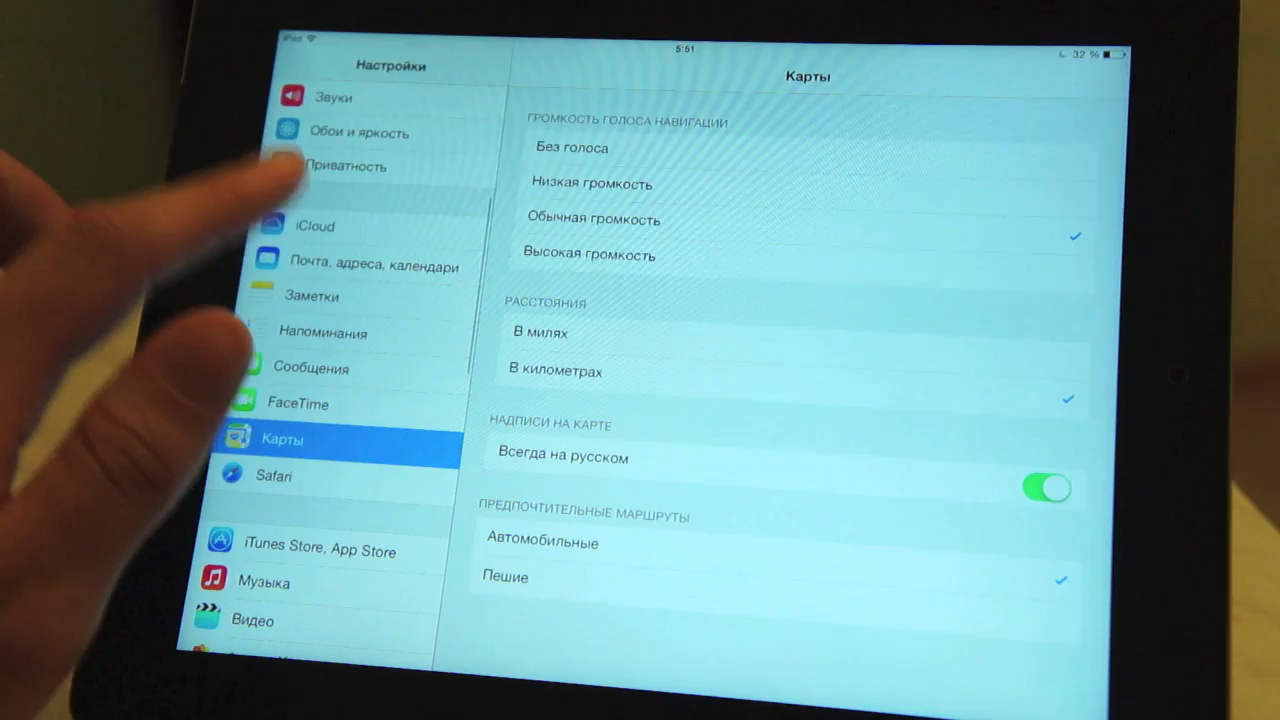 iPad
5:51
32 %
Настройки
Звуки
Обои и яркость
Приватность
iCloud
Почта, адреса, календари
Заметки
Напоминания
Сообщения
FaceTime
Карты
Safari
iTunes Store, App Store
Музыка
Видео
Карты
ГРОМКОСТЬ ГОЛОСА НАВИГАЦИИ
Без голоса
Низкая громкость
Обычная громкость
Высокая громкость
РАССТОЯНИЯ
В милях
В километрах
НАДПИСИ НА КАРТЕ
Всегда на русском
ПРЕДПОЧТИТЕЛЬНЫЕ МАРШРУТЫ
Автомобильные
Пешие